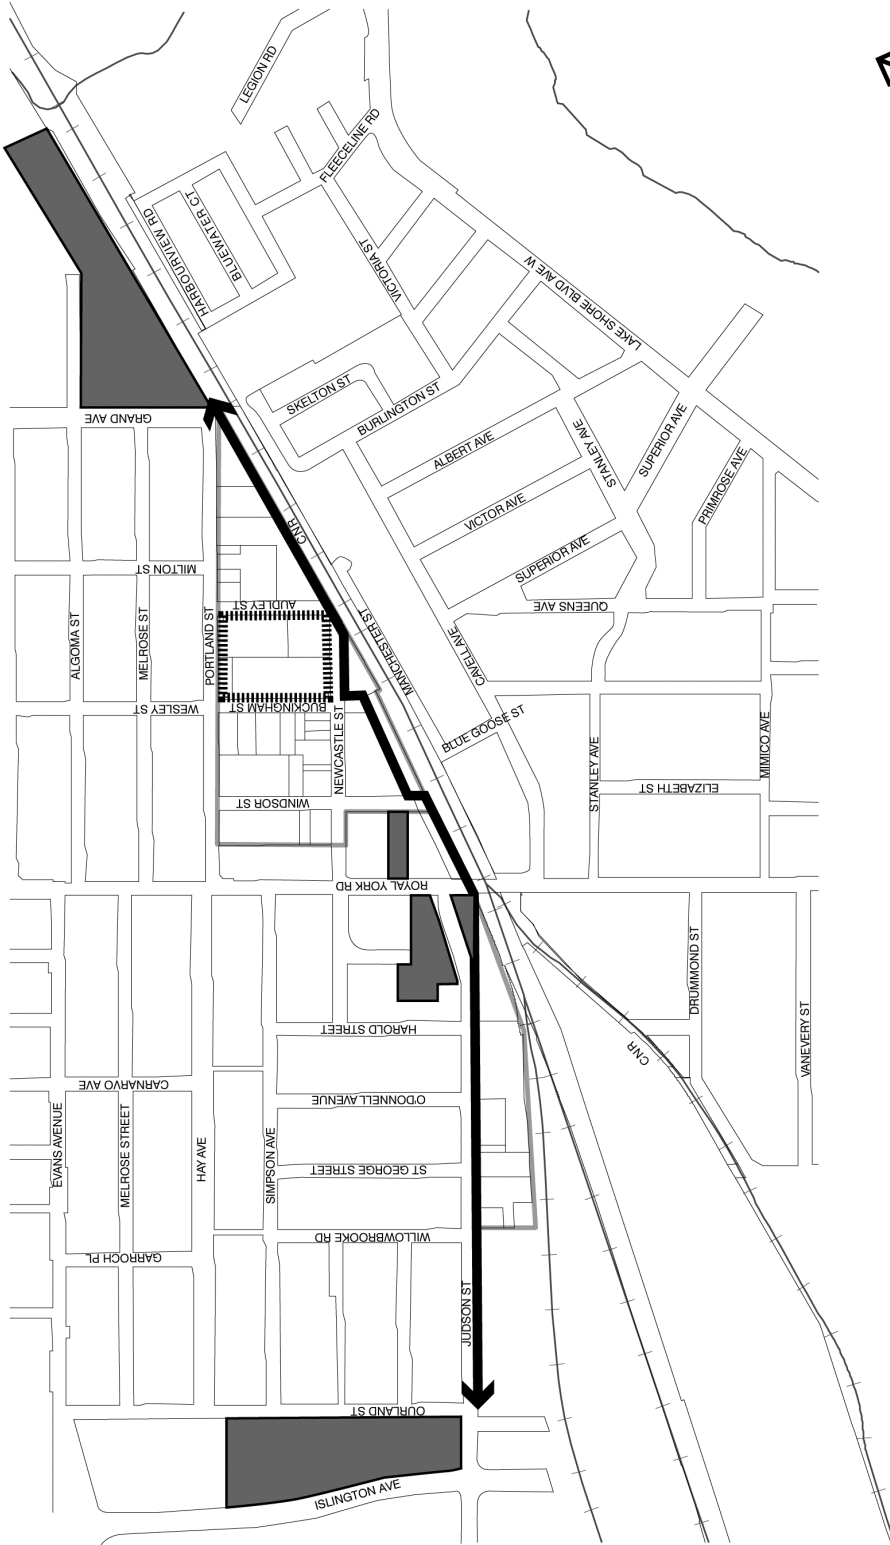 LEGION RD
FLEECELINE RD
HARBOURVIEW RD
BLUEWATER CT
VICTORIA ST
LAKE SHORE BLVD AVE W
SKELTON ST
BURLINGTON ST
GRAND AVE
ALBERT AVE
STANLEY AVE
SUPERIOR AVE
PRIMROSE AVE
VICTOR AVE
CNR
SUPERIOR AVE
MILTON ST
AUDLEY ST
QUEENS AVE
ALGOMA ST
MELROSE ST
PORTLAND ST
MANCHESTER ST
CAVELL AVE
WESLEY ST
BUCKINGHAM ST
NEWCASTLE ST
BLUE GOOSE ST
STANLEY AVE
MIMICO AVE
ELIZABETH ST
WINDSOR ST
ROYAL YORK RD
DRUMMOND ST
VANEVERY ST
HAROLD STREET
CNR
CARNARVO AVE
O'DONNELL AVENUE
EVANS AVENUE
MELROSE STREET
HAY AVE
SIMPSON AVE
ST GEORGE STREET
WILLOWBROOKE RD
GARROCH PL
JUDSON ST
OURLAND ST
ISLINGTON AVE